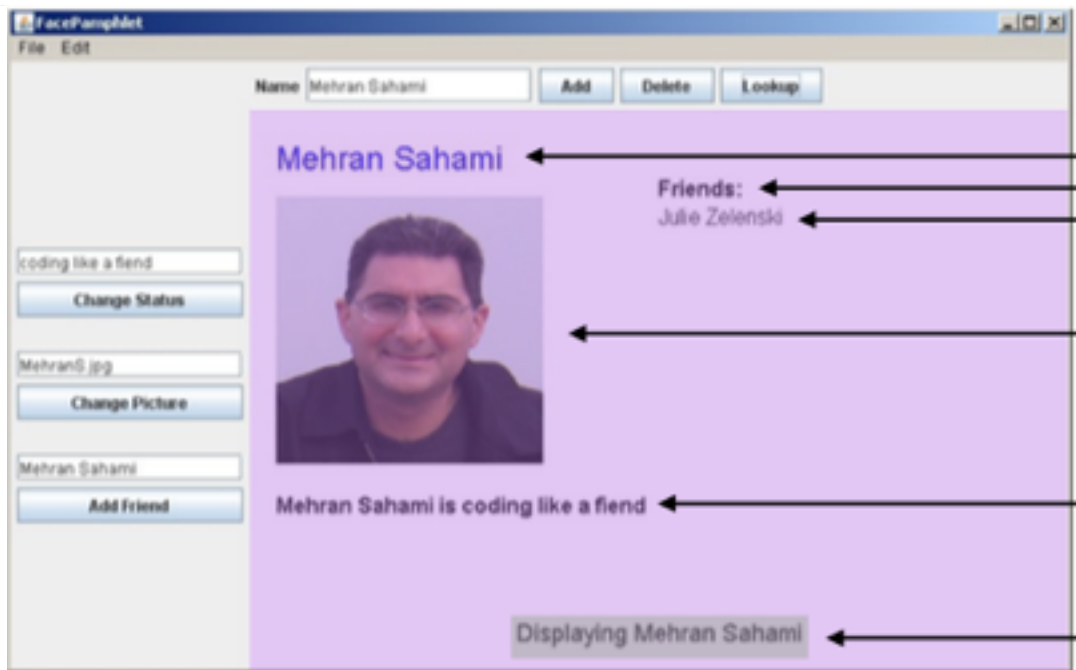 FacePamphlet
File Edit
Name Mehran Sahami Add Delete Lookup
Mehran Sahami
Friends:
Julie Zelenski
coding like a fiend
Change Status
MehranS.jpg
Change Picture
Mehran Sahami
Add Friend
Mehran Sahami is coding like a fiend
Displaying Mehran Sahami